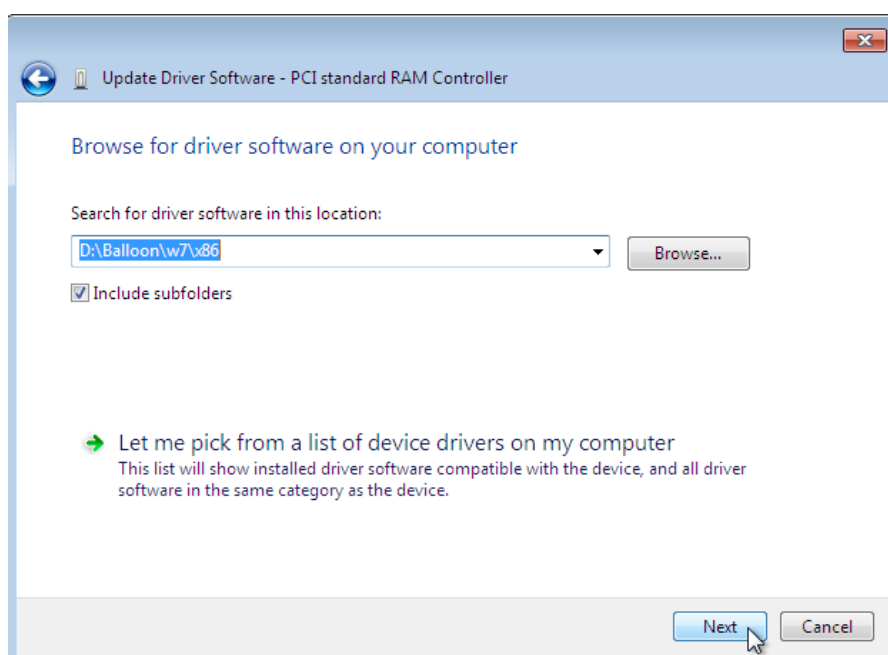 Update Driver Software - PCI standard RAM Controller
Browse for driver software on your computer
Search for driver software in this location:
D:\Balloon\w7\x86
Browse...
Include subfolders
Let me pick from a list of device drivers on my computer
This list will show installed driver software compatible with the device, and all driver
software in the same category as the device.
Next
Cancel